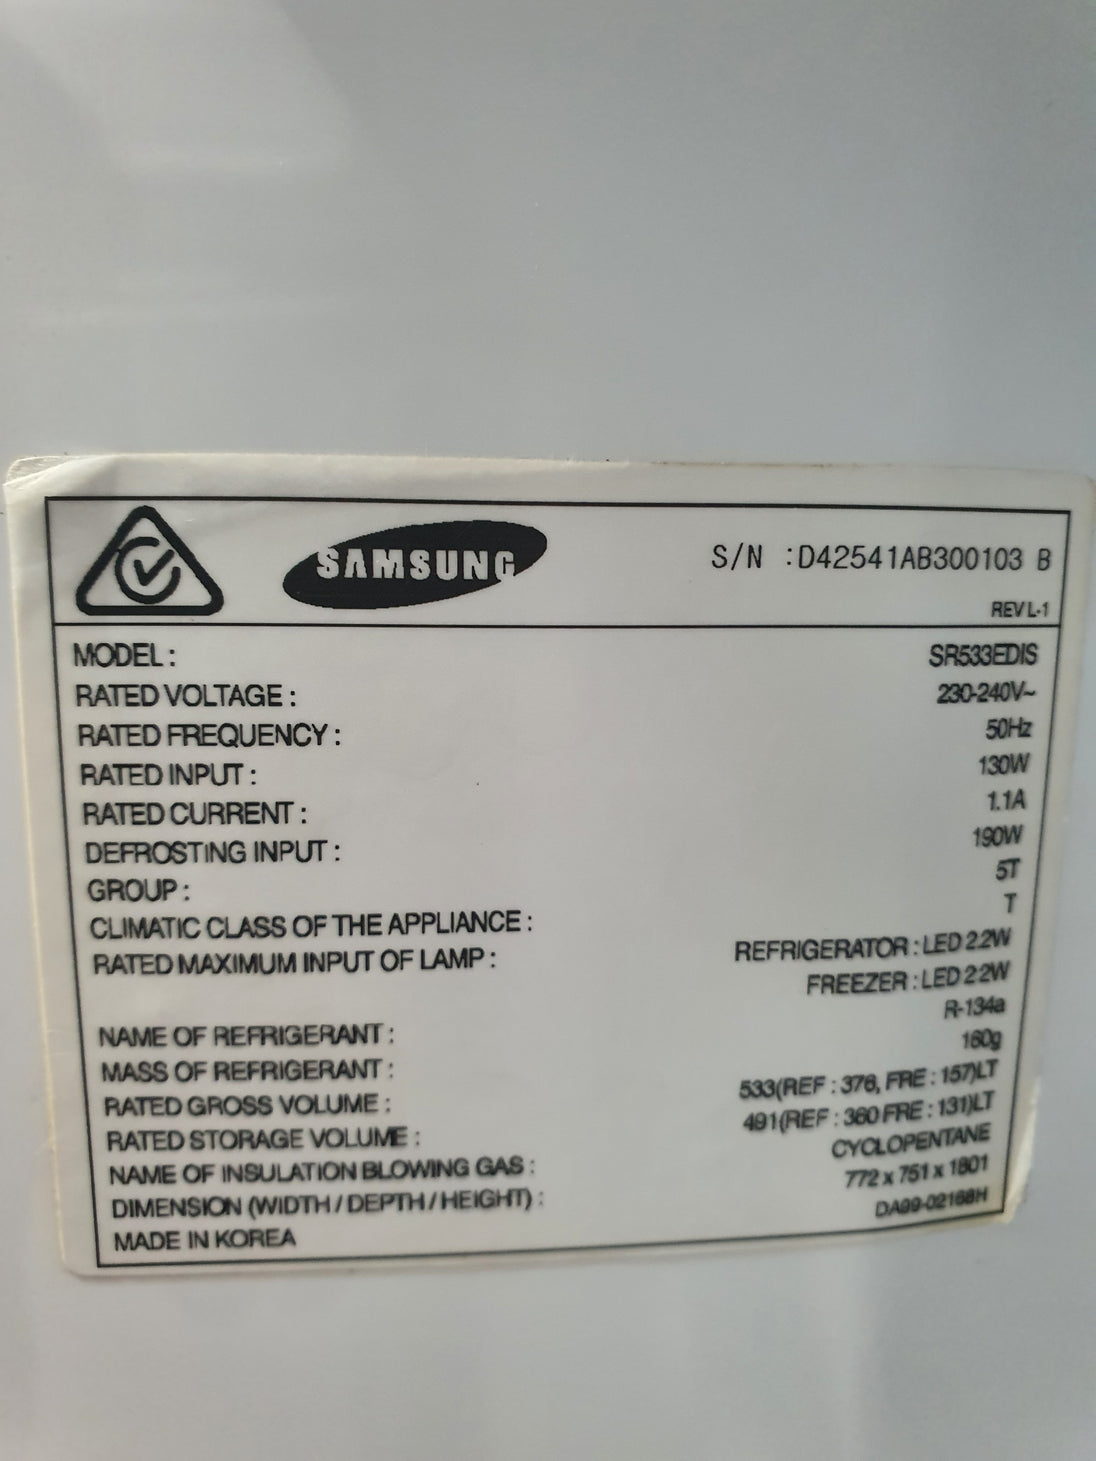 SAMSUNG
S/N :D42541AB300103 B
REV L-1
MODEL : SR533EDIS
RATED VOLTAGE : 230-240V~
RATED FREQUENCY : 50Hz
RATED INPUT : 130W
RATED CURRENT : 1.1A
DEFROSTING INPUT : 190W
GROUP : 5T
CLIMATIC CLASS OF THE APPLIANCE : T
RATED MAXIMUM INPUT OF LAMP : REFRIGERATOR : LED 2.2W
FREEZER : LED 2.2W
NAME OF REFRIGERANT : R-134a
MASS OF REFRIGERANT : 160g
RATED GROSS VOLUME : 533(REF : 376, FRE : 157)LT
RATED STORAGE VOLUME : 491(REF : 360 FRE : 131)LT
NAME OF INSULATION BLOWING GAS : CYCLOPENTANE
DIMENSION (WIDTH / DEPTH / HEIGHT) : 772 x 751 x 1801
MADE IN KOREA DA99-02168H